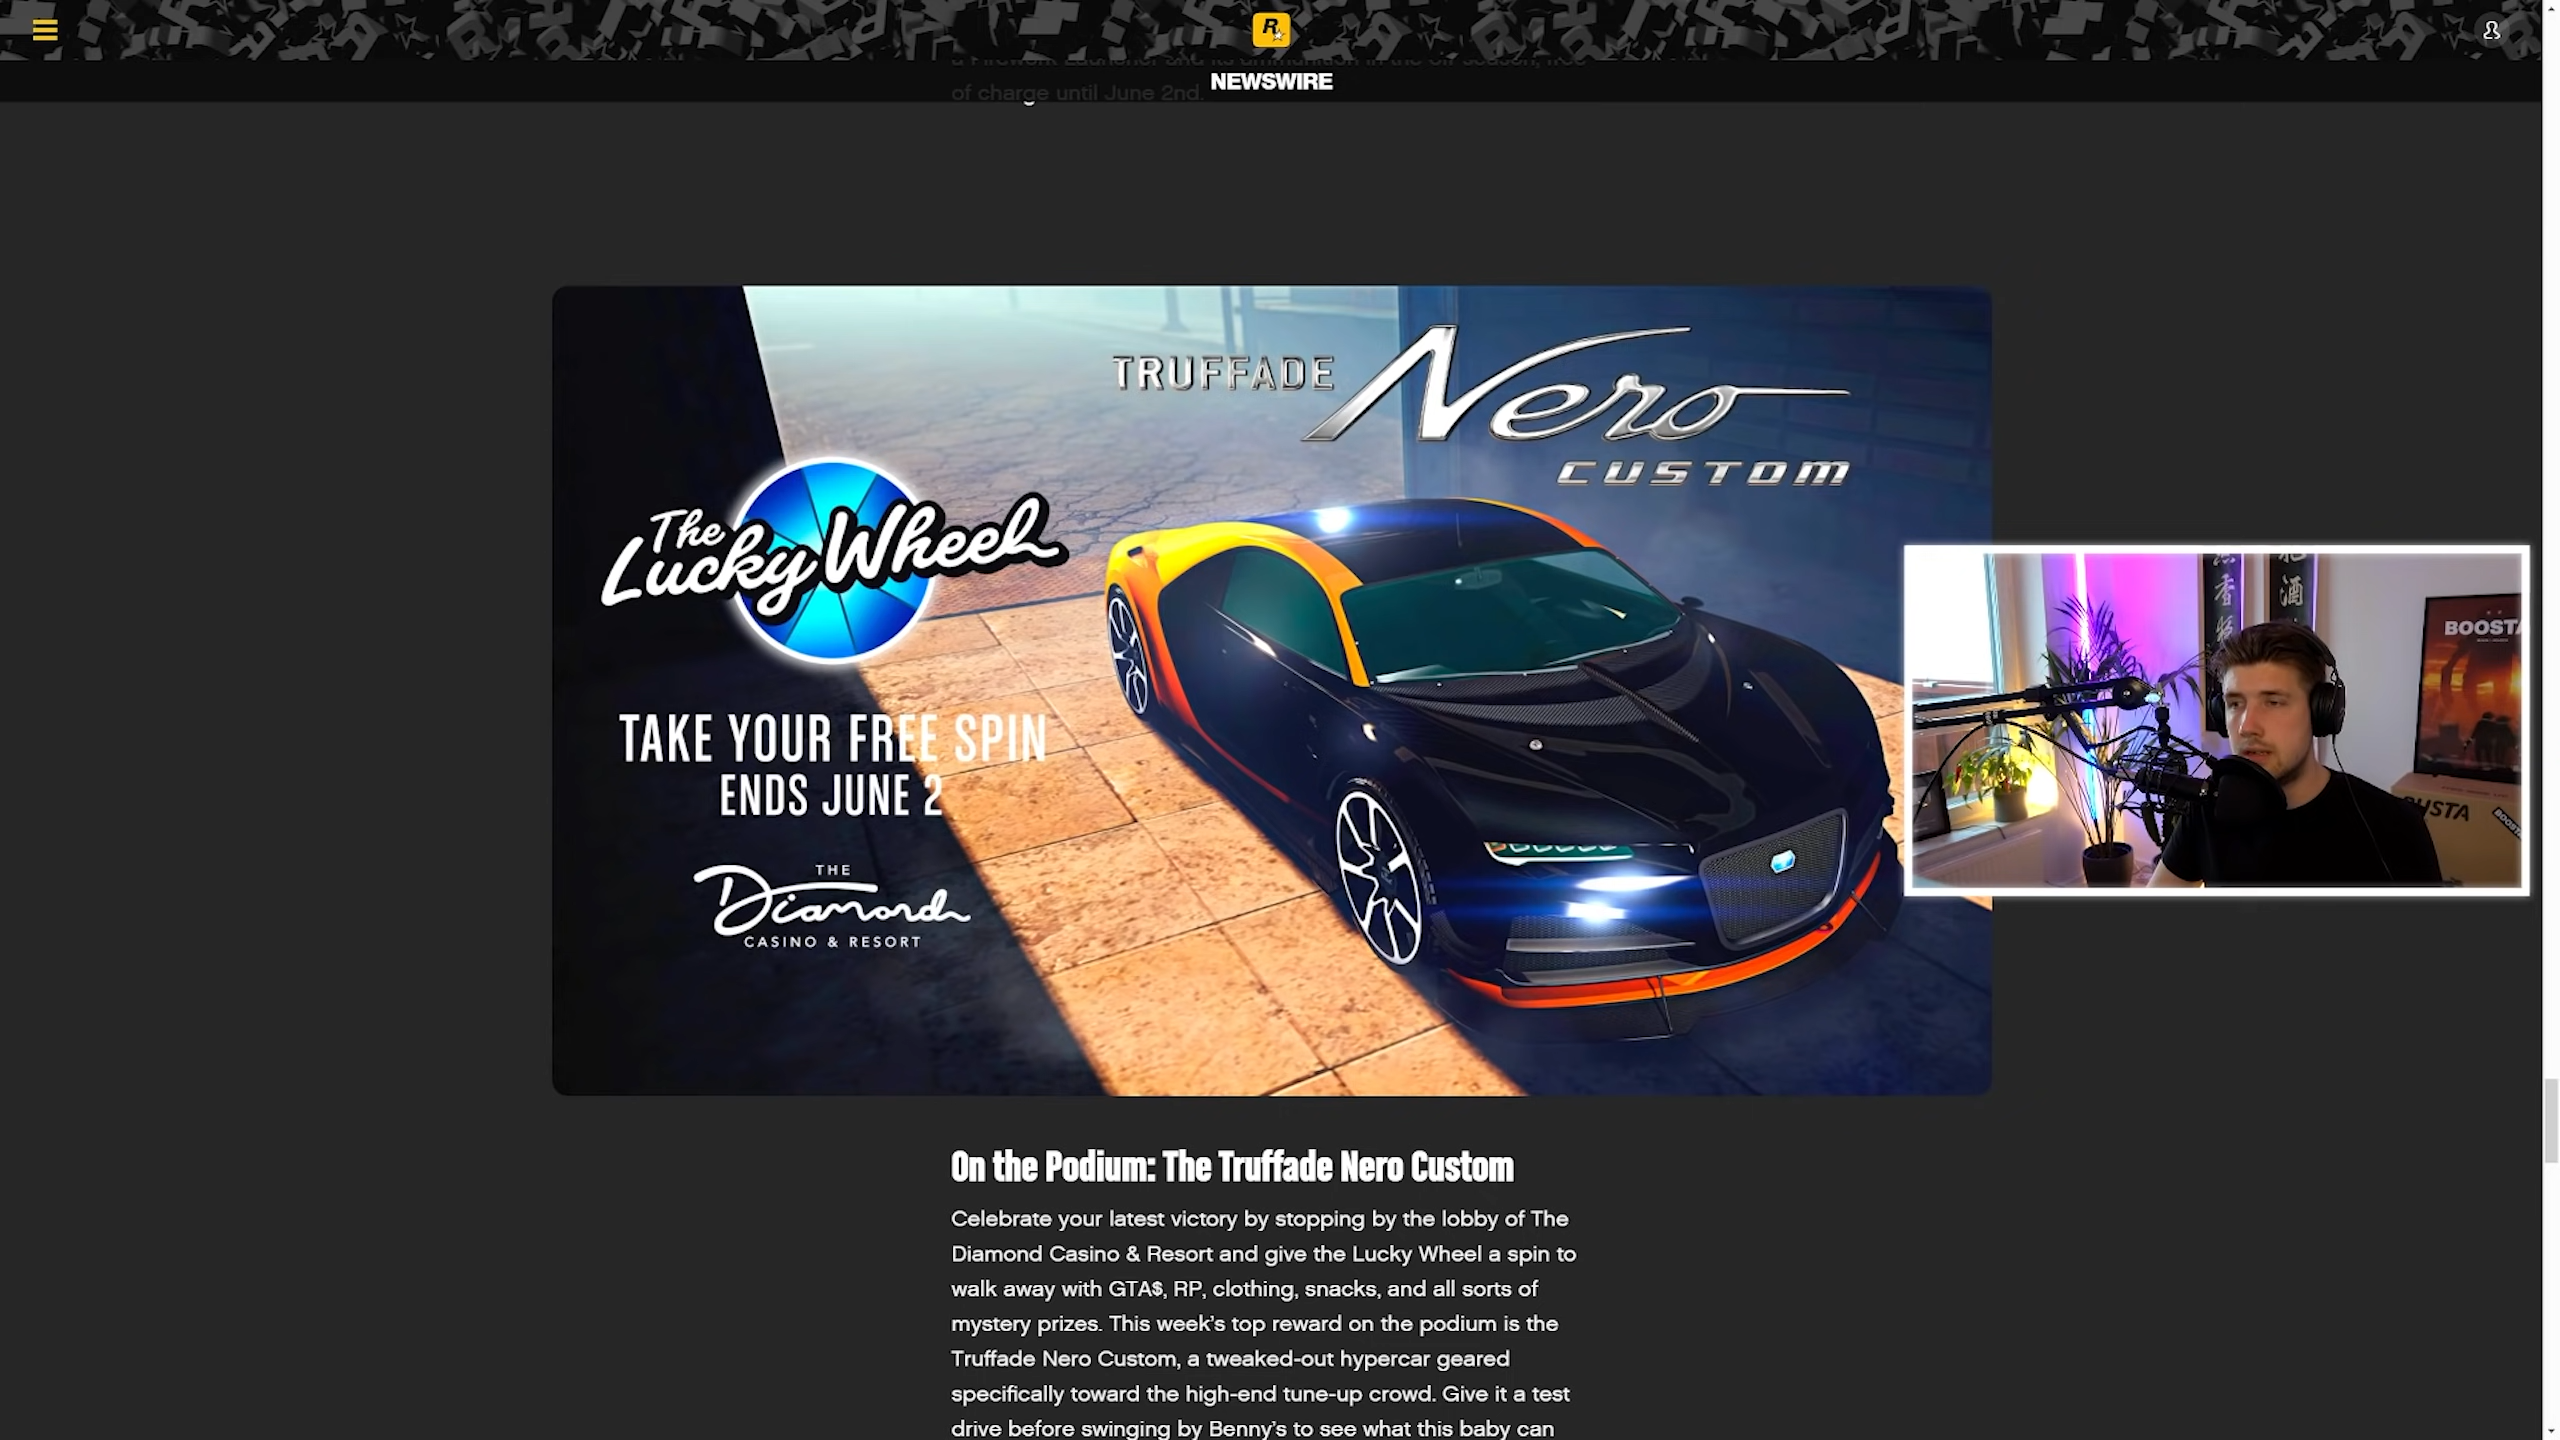 of charge until June 2nd.
NEWSWIRE
TRUFFADE Nero
CUSTOM
The
Lucky Wheel
TAKE YOUR FREE SPIN
ENDS JUNE 2
THE
Diamond
CASINO & RESORT
BOOSTA
On the Podium: The Truffade Nero Custom
Celebrate your latest victory by stopping by the lobby of The
Diamond Casino & Resort and give the Lucky Wheel a spin to
walk away with GTA$, RP, clothing, snacks, and all sorts of
mystery prizes. This week’s top reward on the podium is the
Truffade Nero Custom, a tweaked-out hypercar geared
specifically toward the high-end tune-up crowd. Give it a test
drive before swinging by Benny’s to see what this baby can